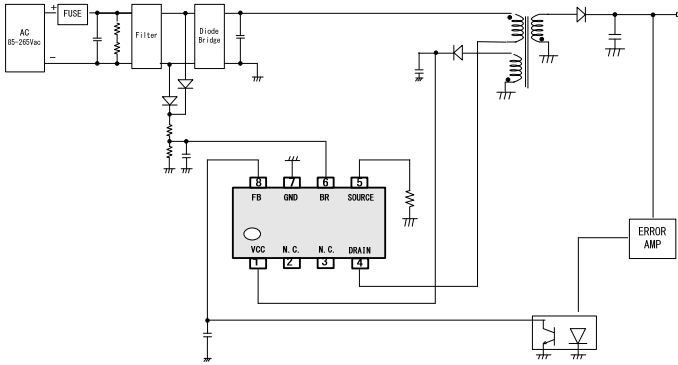 AC
85-265Vac
+
−
FUSE
Filter
Diode
Bridge
8 7 6 5
FB GND BR SOURCE
VCC N.C. N.C. DRAIN
1 2 3 4
ERROR
AMP